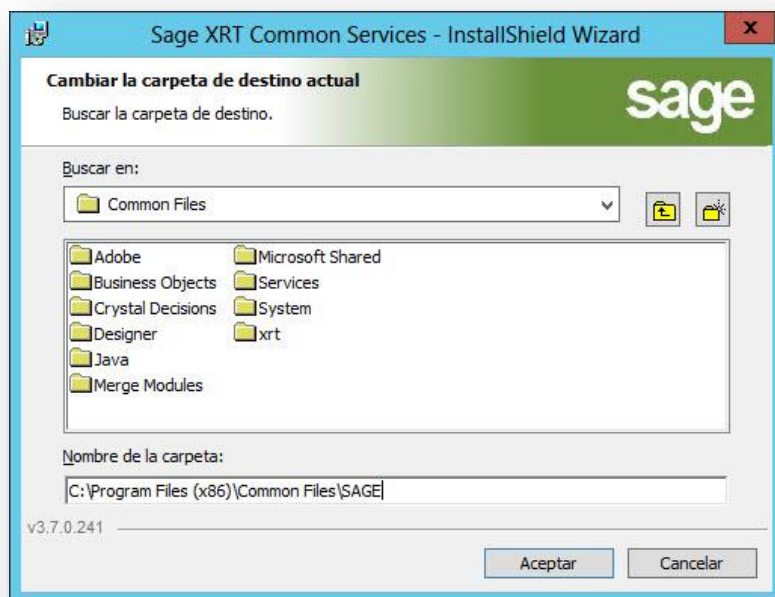 Sage XRT Common Services - InstallShield Wizard
x
Cambiar la carpeta de destino actual
Buscar la carpeta de destino.
sage
Buscar en:
Common Files
Adobe
Business Objects
Crystal Decisions
Designer
Java
Merge Modules
Microsoft Shared
Services
System
xrt
Nombre de la carpeta:
C:\Program Files (x86)\Common Files\SAGE
v3.7.0.241
Aceptar
Cancelar